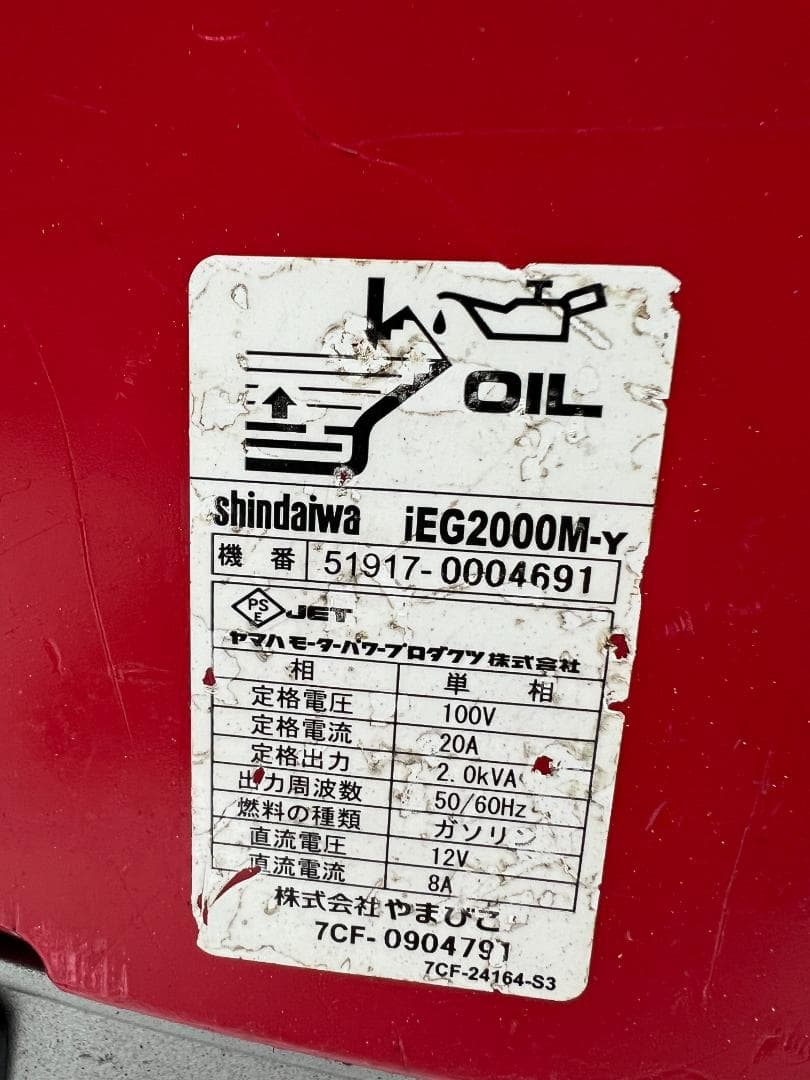 OIL
shindaiwa iEG2000M-Y
機番 51917-0004691
PSE JET
ヤマハモーターパワープロダクツ株式会社
相 単相
定格電圧 100V
定格電流 20A
定格出力 2.0kVA
出力周波数 50/60Hz
燃料の種類 ガソリン
直流電圧 12V
直流電流 8A
株式会社やまびこ
7CF-0904791
7CF-24164-S3